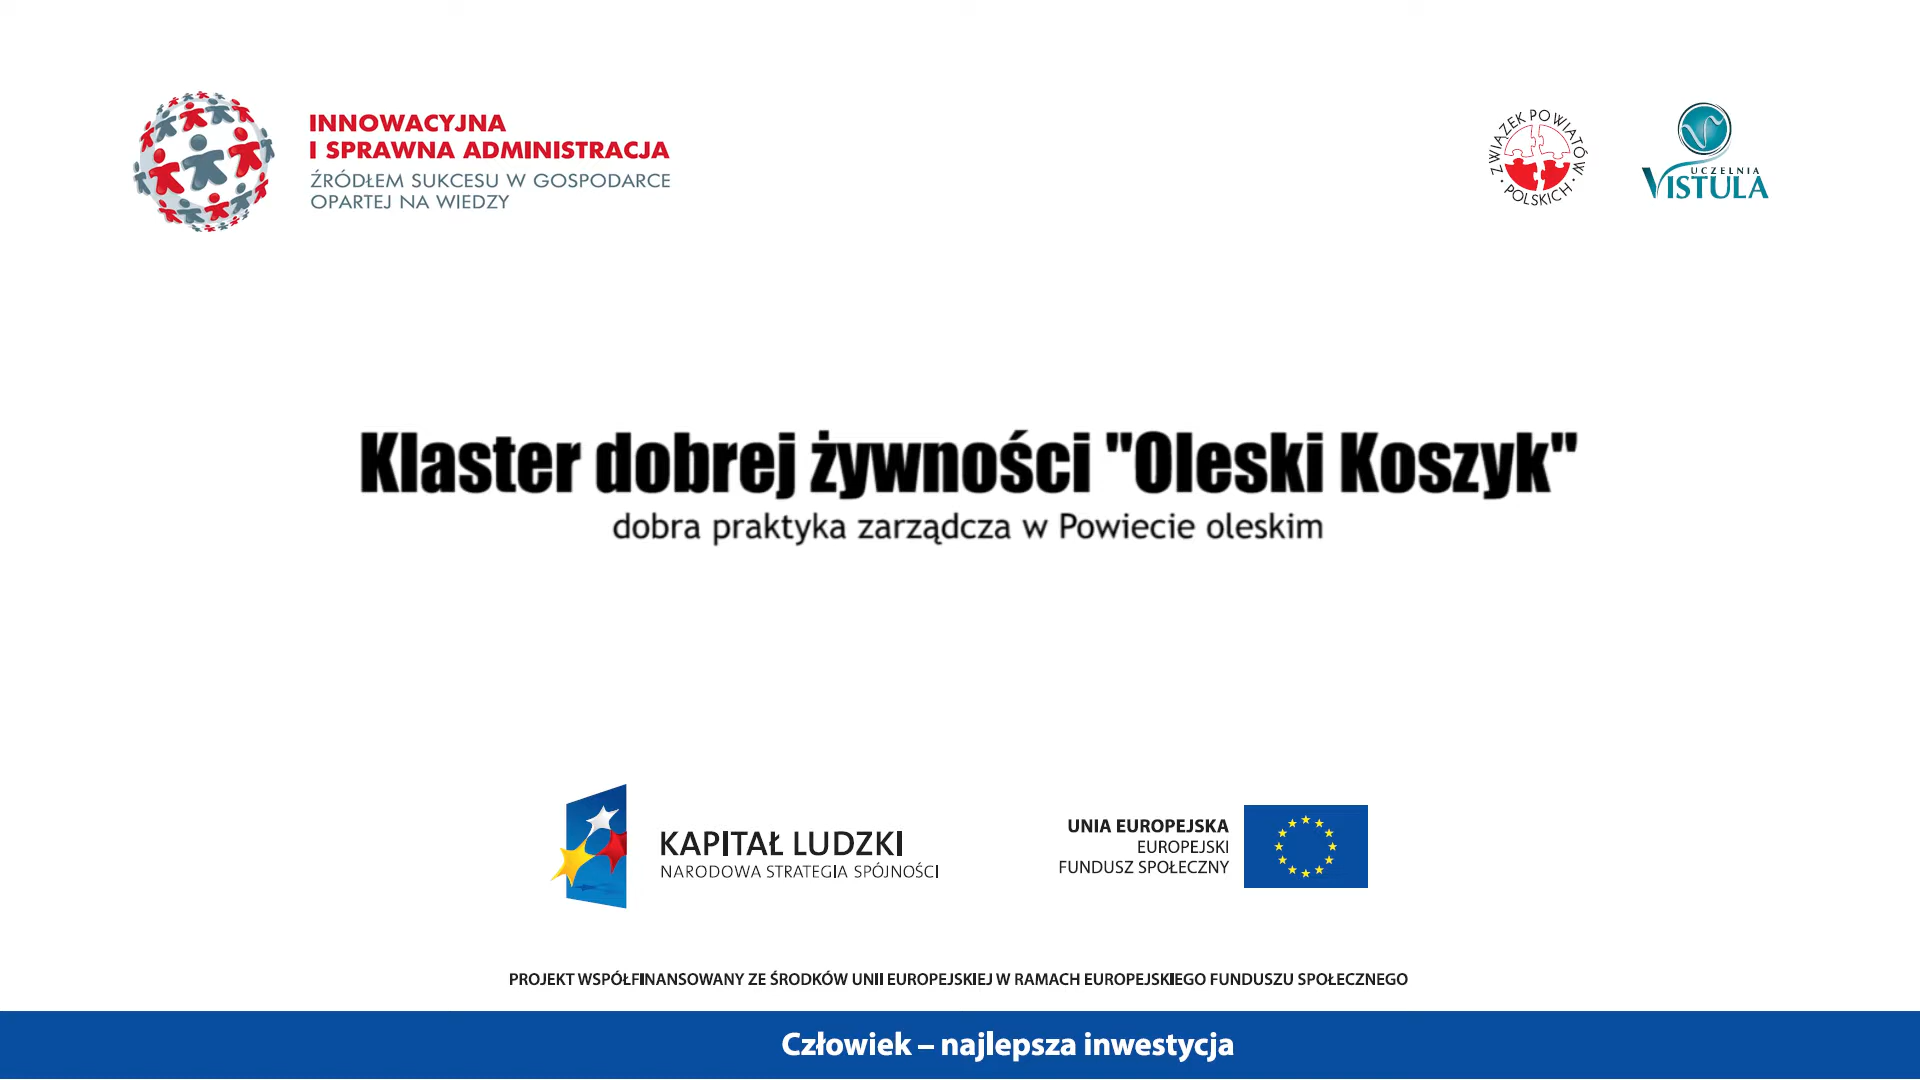 INNOWACYJNA
I SPRAWNA ADMINISTRACJA
ŹRÓDŁEM SUKCESU W GOSPODARCE
OPARTEJ NA WIEDZY
ZWIĄZEK POWIATÓW
• POLSKICH •
UCZELNIA
VISTULA
Klaster dobrej żywności "Oleski Koszyk"
dobra praktyka zarządcza w Powiecie oleskim
KAPITAŁ LUDZKI
NARODOWA STRATEGIA SPÓJNOŚCI
UNIA EUROPEJSKA
EUROPEJSKI
FUNDUSZ SPOŁECZNY
PROJEKT WSPÓŁFINANSOWANY ZE ŚRODKÓW UNII EUROPEJSKIEJ W RAMACH EUROPEJSKIEGO FUNDUSZU SPOŁECZNEGO
Człowiek – najlepsza inwestycja